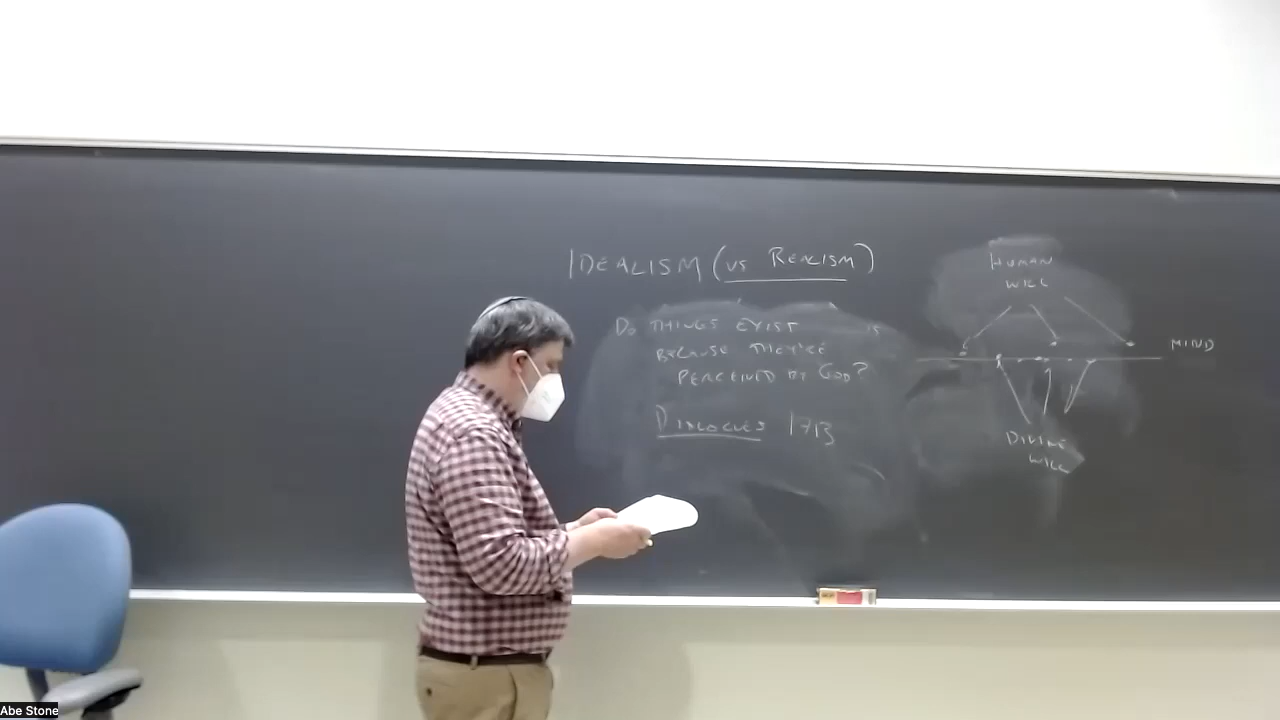 IDEALISM (VS REALISM)
DO THINGS EXIST IS
BECAUSE THEY'RE
PERCEIVED BY GOD?
DIALOGUES 1713
HUMAN
WILL
MIND
DIVINE
WILL
Abe Stone